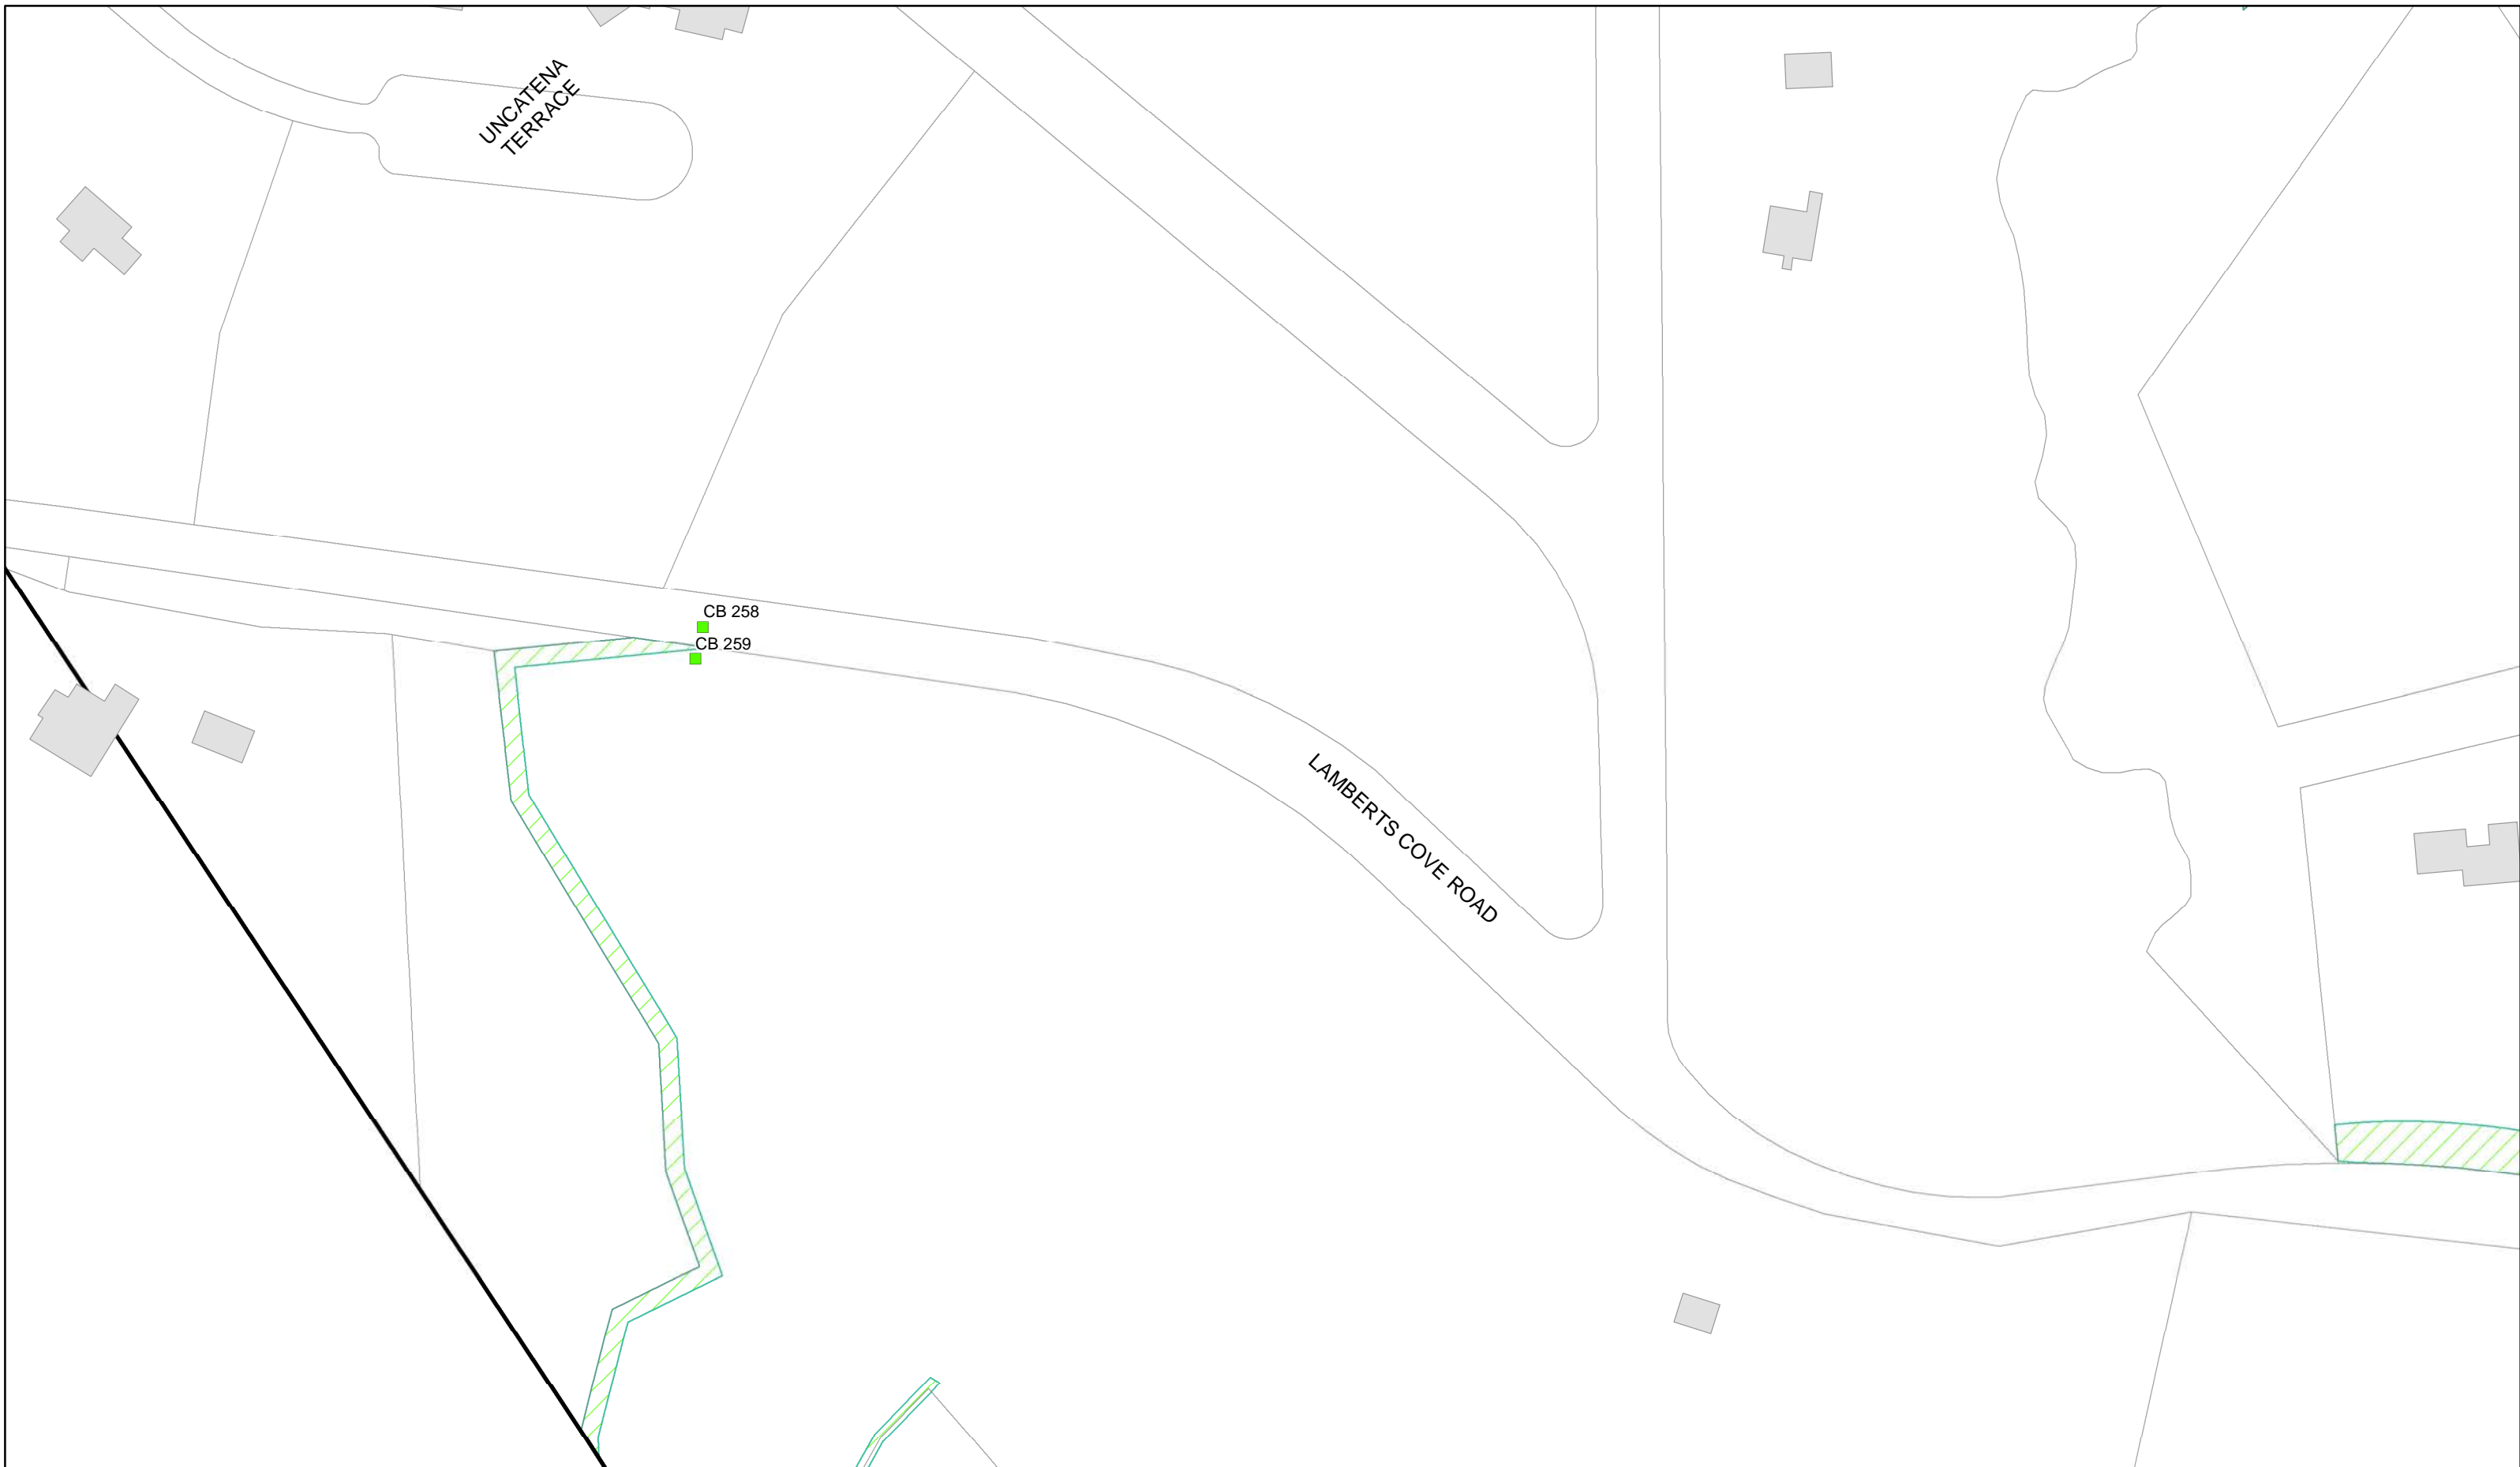 UNCATENA
TERRACE
CB 258
CB 259
LAMBERTS COVE ROAD